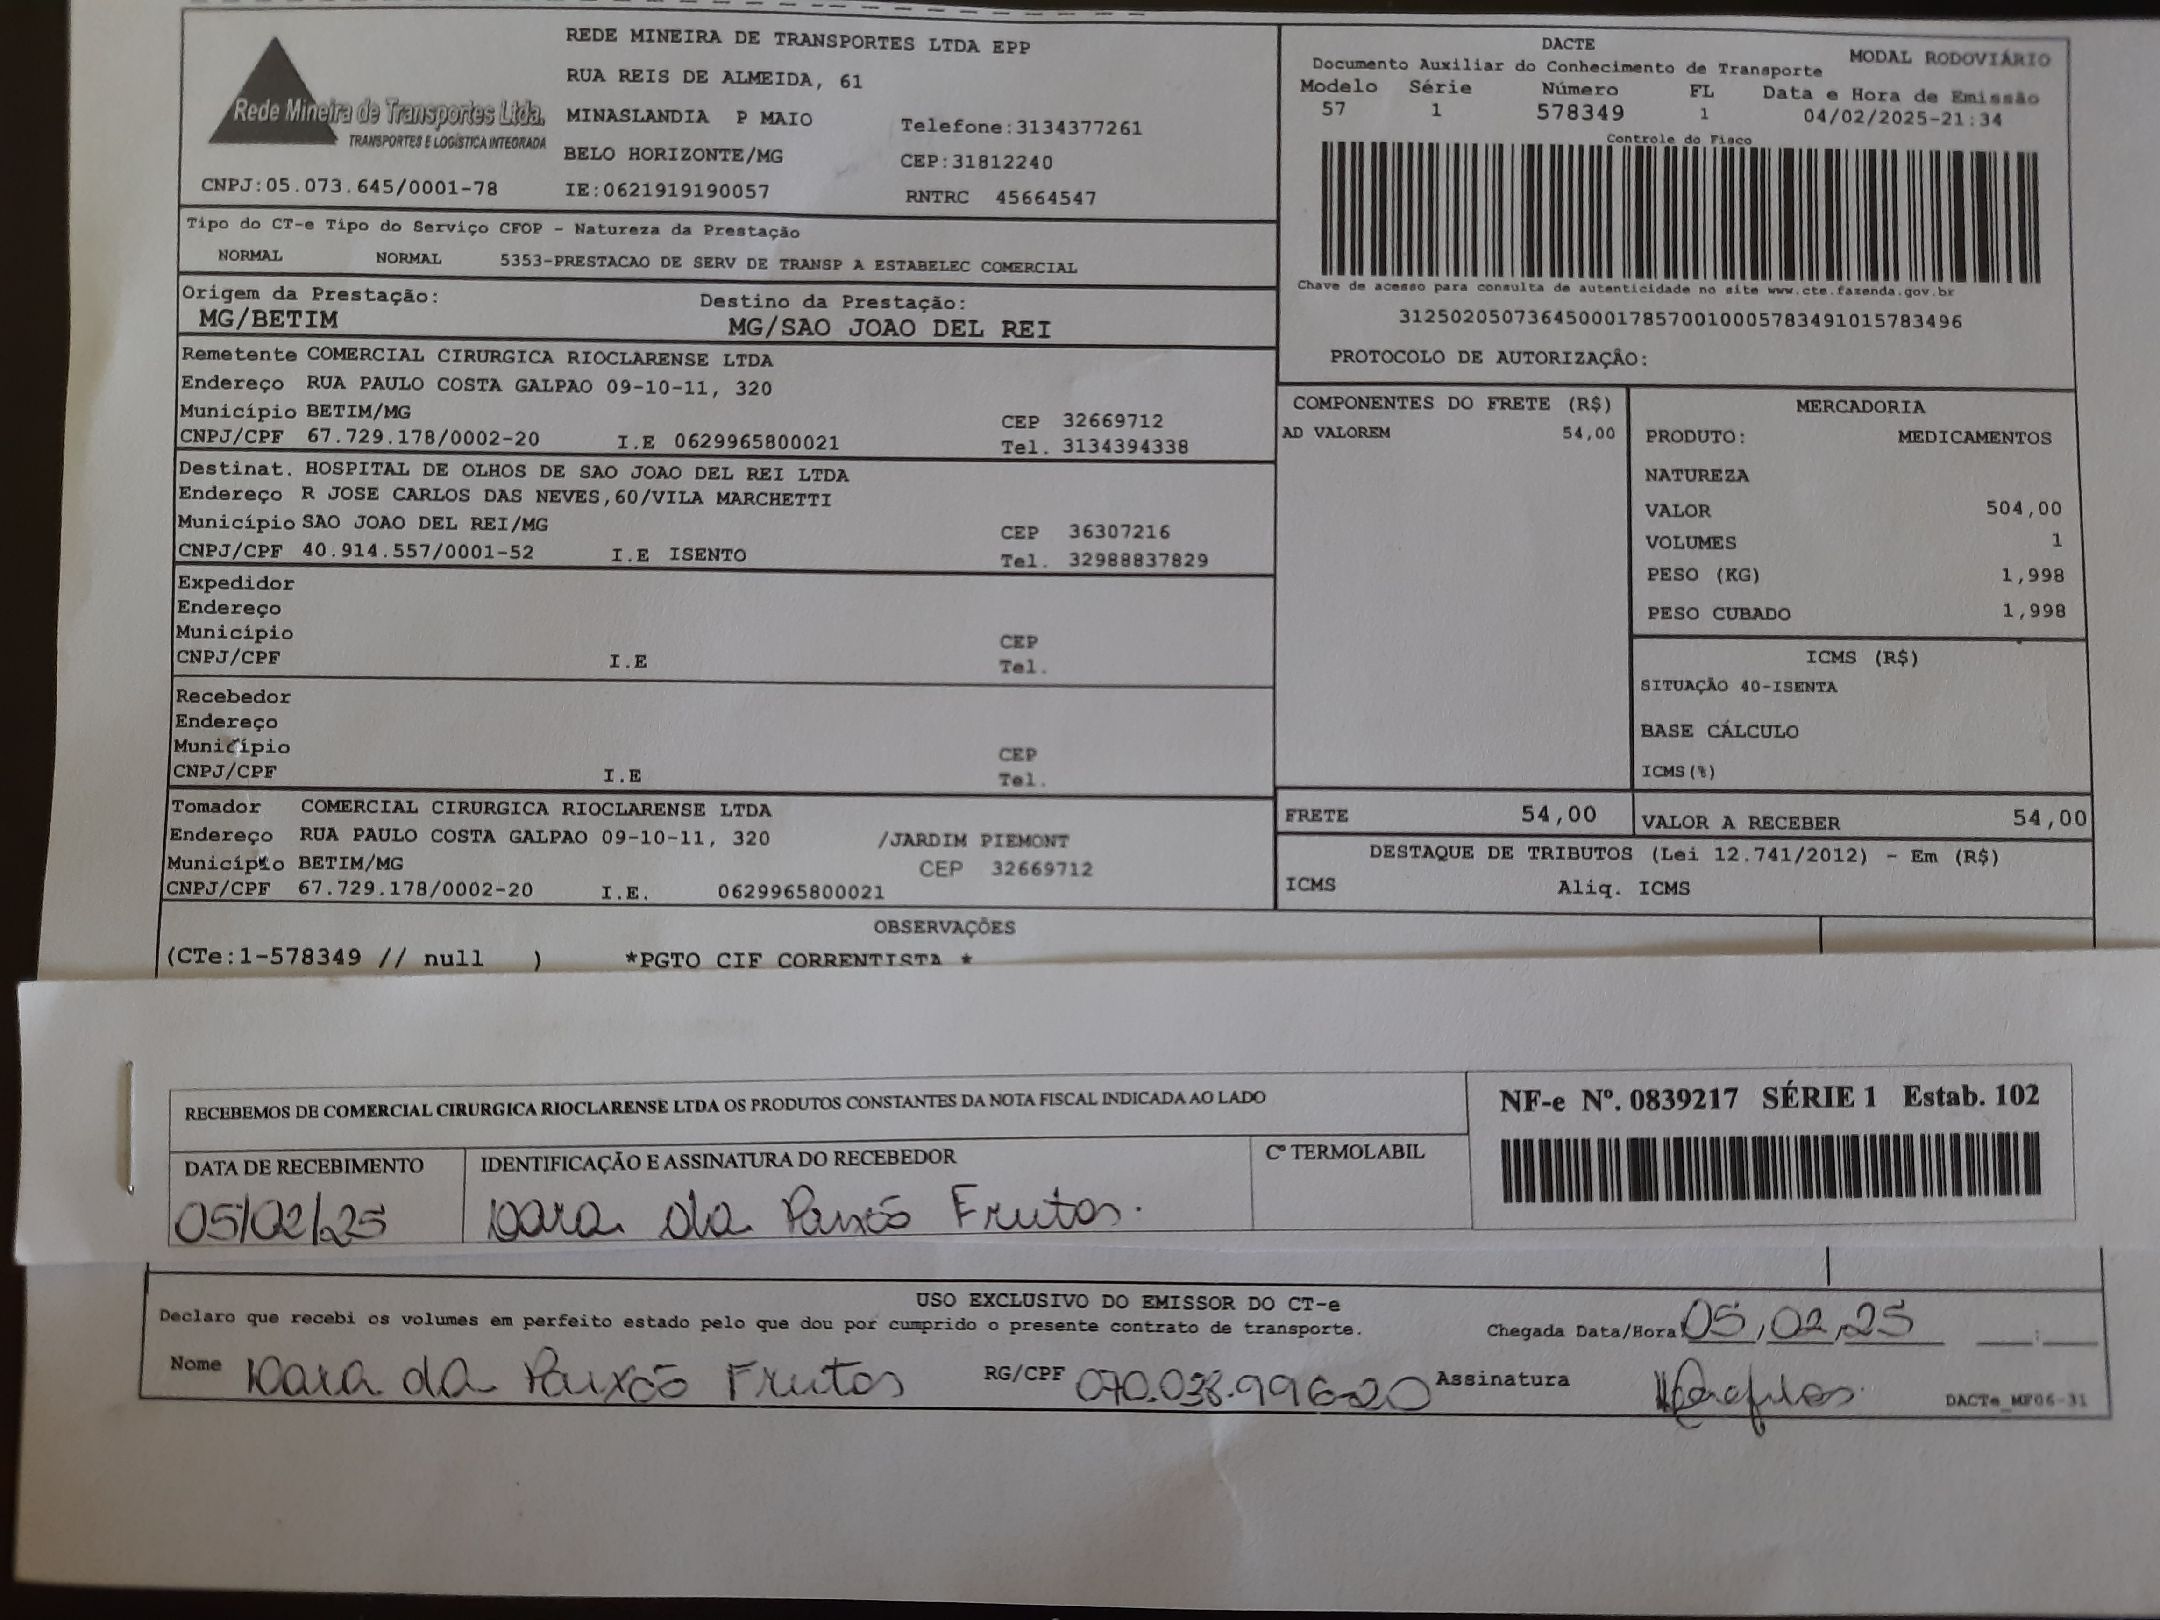 REDE MINEIRA DE TRANSPORTES LTDA EPP
RUA REIS DE ALMEIDA, 61
Rede Mineira de Transportes Ltda.
TRANSPORTES E LOGÍSTICA INTEGRADA
MINASLANDIA P MAIO Telefone:3134377261
BELO HORIZONTE/MG CEP:31812240
CNPJ:05.073.645/0001-78 IE:0621919190057 RNTRC 45664547
DACTE MODAL RODOVIÁRIO
Documento Auxiliar do Conhecimento de Transporte
Modelo Série Número FL Data e Hora de Emissão
57 1 578349 1 04/02/2025-21:34
Controle do Fisco
Chave de acesso para consulta de autenticidade no site www.cte.fazenda.gov.br
31250205073645000178570010005783491015783496
PROTOCOLO DE AUTORIZAÇÃO:
Tipo do CT-e Tipo do Serviço CFOP - Natureza da Prestação
NORMAL NORMAL 5353-PRESTACAO DE SERV DE TRANSP A ESTABELEC COMERCIAL
Origem da Prestação: Destino da Prestação:
MG/BETIM MG/SAO JOAO DEL REI
Remetente COMERCIAL CIRURGICA RIOCLARENSE LTDA
Endereço RUA PAULO COSTA GALPAO 09-10-11, 320
Município BETIM/MG CEP 32669712
CNPJ/CPF 67.729.178/0002-20 I.E 0629965800021 Tel. 3134394338
Destinat. HOSPITAL DE OLHOS DE SAO JOAO DEL REI LTDA
Endereço R JOSE CARLOS DAS NEVES,60/VILA MARCHETTI
Município SAO JOAO DEL REI/MG CEP 36307216
CNPJ/CPF 40.914.557/0001-52 I.E ISENTO Tel. 32988837829
Expedidor
Endereço
Município CEP
CNPJ/CPF I.E Tel.
Recebedor
Endereço
Município CEP
CNPJ/CPF I.E Tel.
Tomador COMERCIAL CIRURGICA RIOCLARENSE LTDA
Endereço RUA PAULO COSTA GALPAO 09-10-11, 320 /JARDIM PIEMONT
Município BETIM/MG CEP 32669712
CNPJ/CPF 67.729.178/0002-20 I.E. 0629965800021
COMPONENTES DO FRETE (R$)
AD VALOREM 54,00
MERCADORIA
PRODUTO: MEDICAMENTOS
NATUREZA
VALOR 504,00
VOLUMES 1
PESO (KG) 1,998
PESO CUBADO 1,998
ICMS (R$)
SITUAÇÃO 40-ISENTA
BASE CÁLCULO
ICMS(%)
FRETE 54,00 VALOR A RECEBER 54,00
DESTAQUE DE TRIBUTOS (Lei 12.741/2012) - Em (R$)
ICMS Aliq. ICMS
OBSERVAÇÕES
(CTe:1-578349 // null ) *PGTO CIF CORRENTISTA *
RECEBEMOS DE COMERCIAL CIRURGICA RIOCLARENSE LTDA OS PRODUTOS CONSTANTES DA NOTA FISCAL INDICADA AO LADO
NF-e Nº. 0839217 SÉRIE 1 Estab. 102
DATA DE RECEBIMENTO IDENTIFICAÇÃO E ASSINATURA DO RECEBEDOR Cº TERMOLABIL
05/02/25 da Paixão Frutos.
USO EXCLUSIVO DO EMISSOR DO CT-e
Declaro que recebi os volumes em perfeito estado pelo que dou por cumprido o presente contrato de transporte. Chegada Data/Hora 05,02,25 :
Nome da Paixão Frutos RG/CPF 070.038.996-20 Assinatura
DACTe_MF06-31